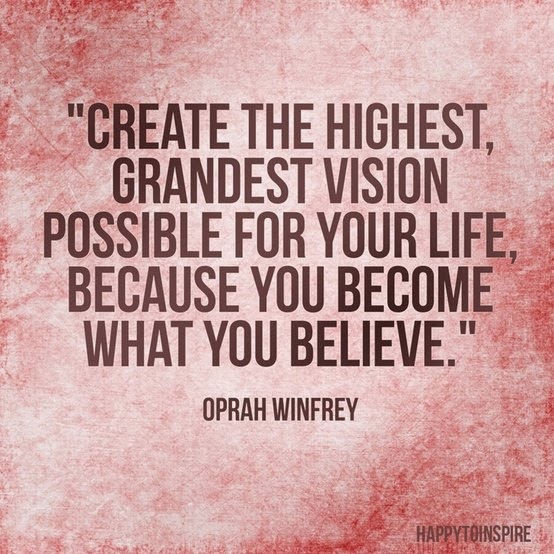 "CREATE THE HIGHEST,
GRANDEST VISION
POSSIBLE FOR YOUR LIFE,
BECAUSE YOU BECOME
WHAT YOU BELIEVE."
OPRAH WINFREY
HAPPYTOINSPIRE